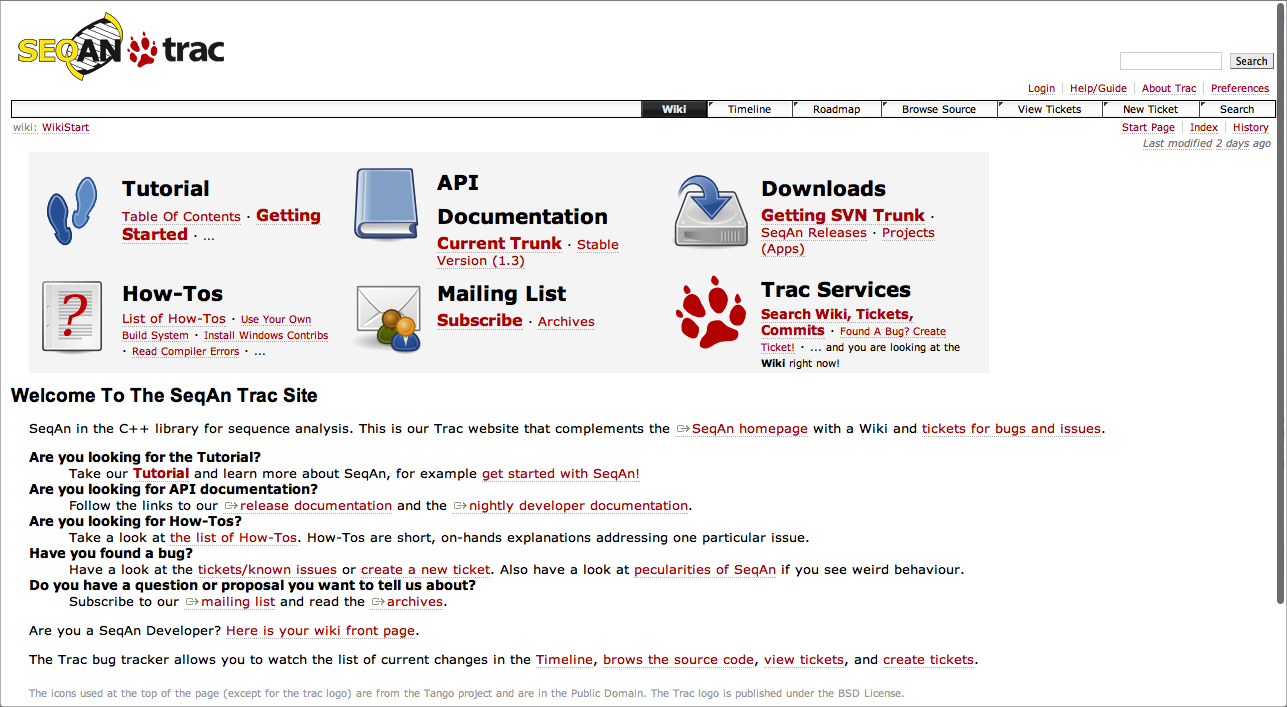 SEQAN trac
Search
Login Help/Guide About Trac Preferences
Wiki Timeline Roadmap Browse Source View Tickets New Ticket Search
wiki: WikiStart
Start Page Index History
Last modified 2 days ago
Tutorial
Table Of Contents · Getting
Started · ...
API
Documentation
Current Trunk · Stable
Version (1.3)
Downloads
Getting SVN Trunk ·
SeqAn Releases · Projects
(Apps)
?
How-Tos
List of How-Tos · Use Your Own
Build System · Install Windows Contribs
· Read Compiler Errors · ...
Mailing List
Subscribe · Archives
Trac Services
Search Wiki, Tickets,
Commits · Found A Bug? Create
Ticket! · ... and you are looking at the
Wiki right now!
Welcome To The SeqAn Trac Site
SeqAn in the C++ library for sequence analysis. This is our Trac website that complements the SeqAn homepage with a Wiki and tickets for bugs and issues.
Are you looking for the Tutorial?
Take our Tutorial and learn more about SeqAn, for example get started with SeqAn!
Are you looking for API documentation?
Follow the links to our release documentation and the nightly developer documentation.
Are you looking for How-Tos?
Take a look at the list of How-Tos. How-Tos are short, on-hands explanations addressing one particular issue.
Have you found a bug?
Have a look at the tickets/known issues or create a new ticket. Also have a look at pecularities of SeqAn if you see weird behaviour.
Do you have a question or proposal you want to tell us about?
Subscribe to our mailing list and read the archives.
Are you a SeqAn Developer? Here is your wiki front page.
The Trac bug tracker allows you to watch the list of current changes in the Timeline, brows the source code, view tickets, and create tickets.
The icons used at the top of the page (except for the trac logo) are from the Tango project and are in the Public Domain. The Trac logo is published under the BSD License.